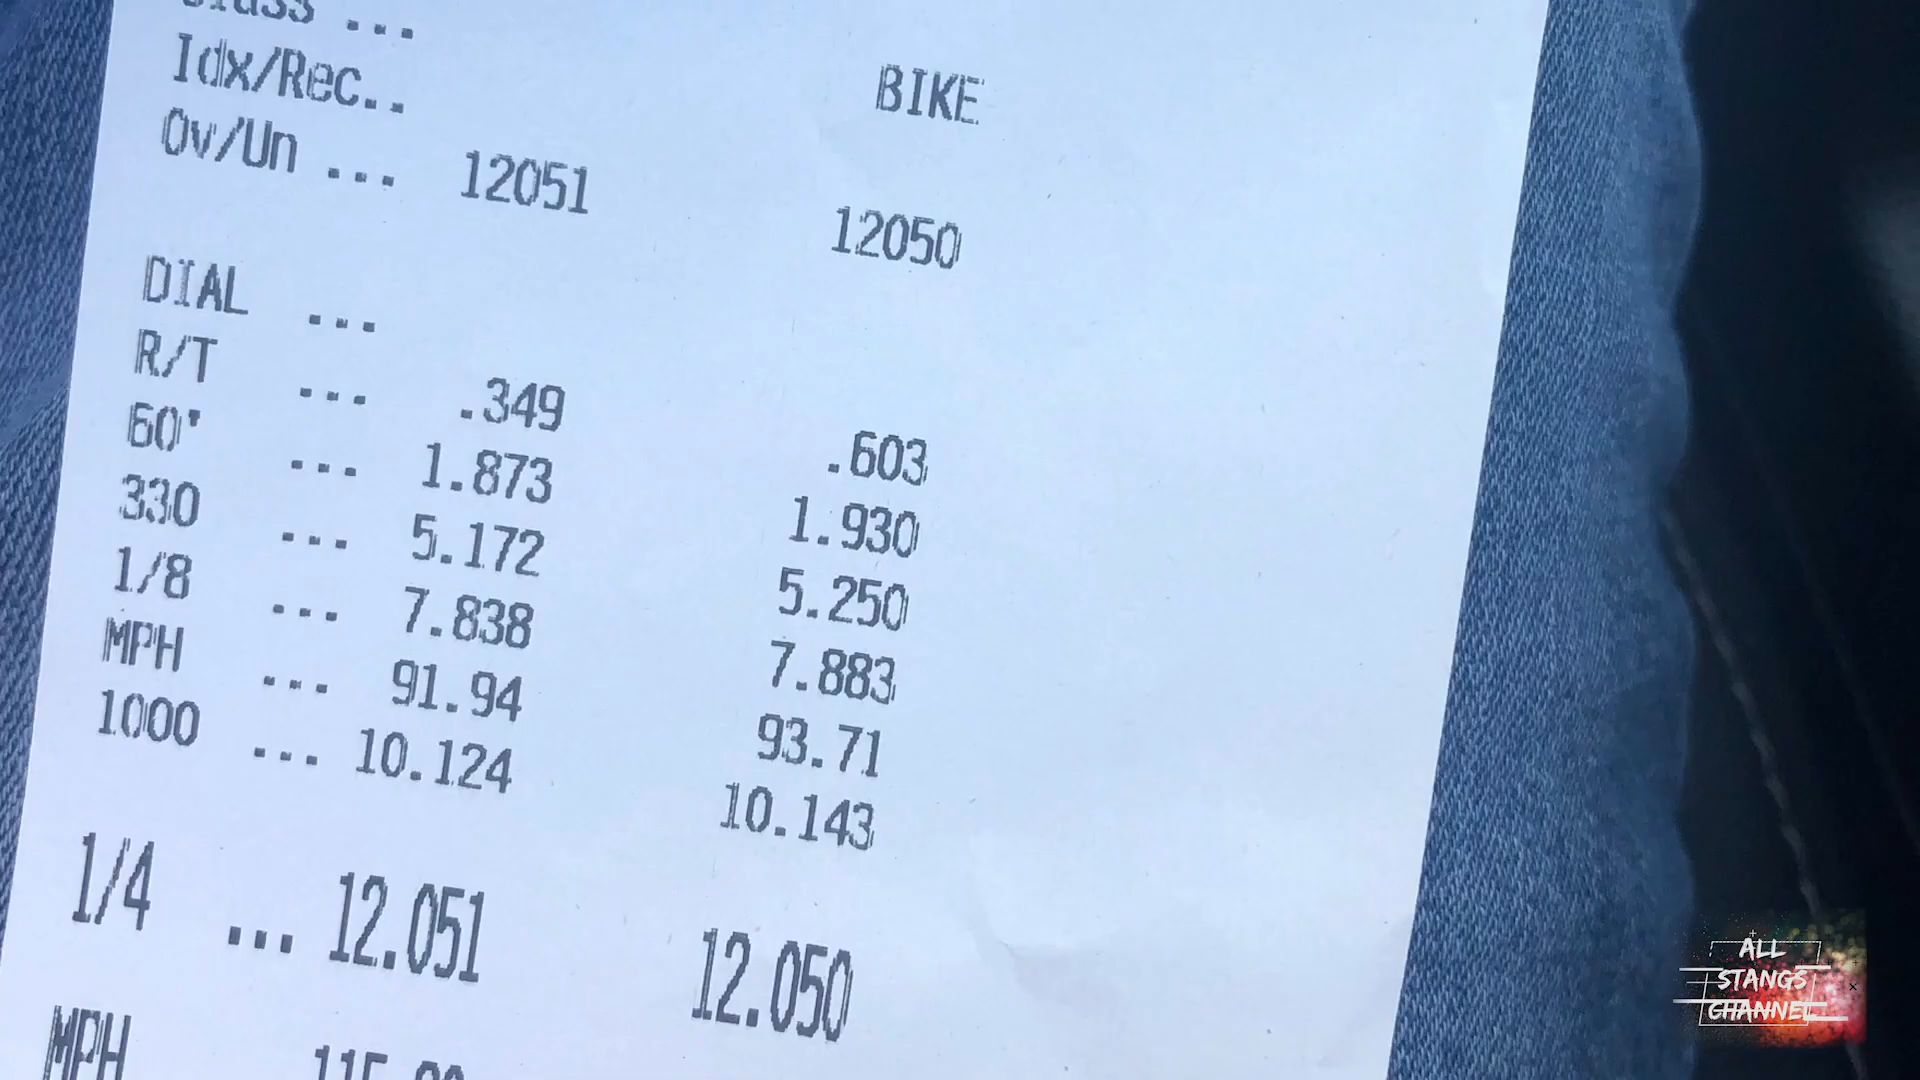 Class ...
Idx/Rec.. BIKE
Ov/Un ... 12051 12050
DIAL ...
R/T ... .349 .603
60' ... 1.873 1.930
330 ... 5.172 5.250
1/8 ... 7.838 7.883
MPH ... 91.94 93.71
1000 ... 10.124 10.143
1/4 ... 12.051 12.050
MPH
ALL
STANGS
CHANNEL